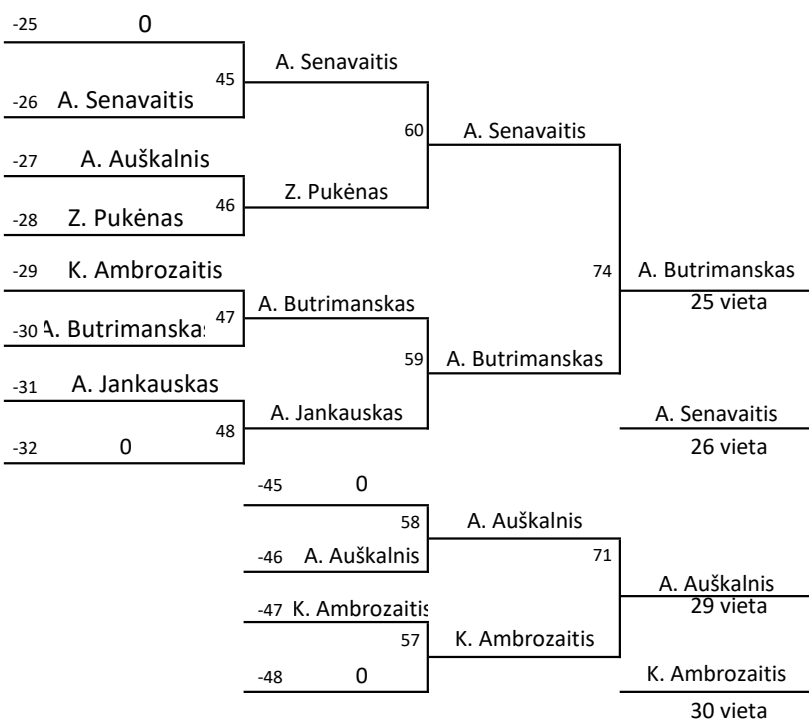 -25 0
A. Senavaitis
45
-26 A. Senavaitis
60 A. Senavaitis
-27 A. Auškalnis
Z. Pukėnas
46
-28 Z. Pukėnas
-29 K. Ambrozaitis
74 A. Butrimanskas
25 vieta
A. Butrimanskas
47
-30 A. Butrimanska
59 A. Butrimanskas
-31 A. Jankauskas
A. Jankauskas
A. Senavaitis
48
-32 0
26 vieta
-45 0
58 A. Auškalnis
-46 A. Auškalnis
71
A. Auškalnis
29 vieta
-47 K. Ambrozaitis
57 K. Ambrozaitis
-48 0
K. Ambrozaitis
30 vieta